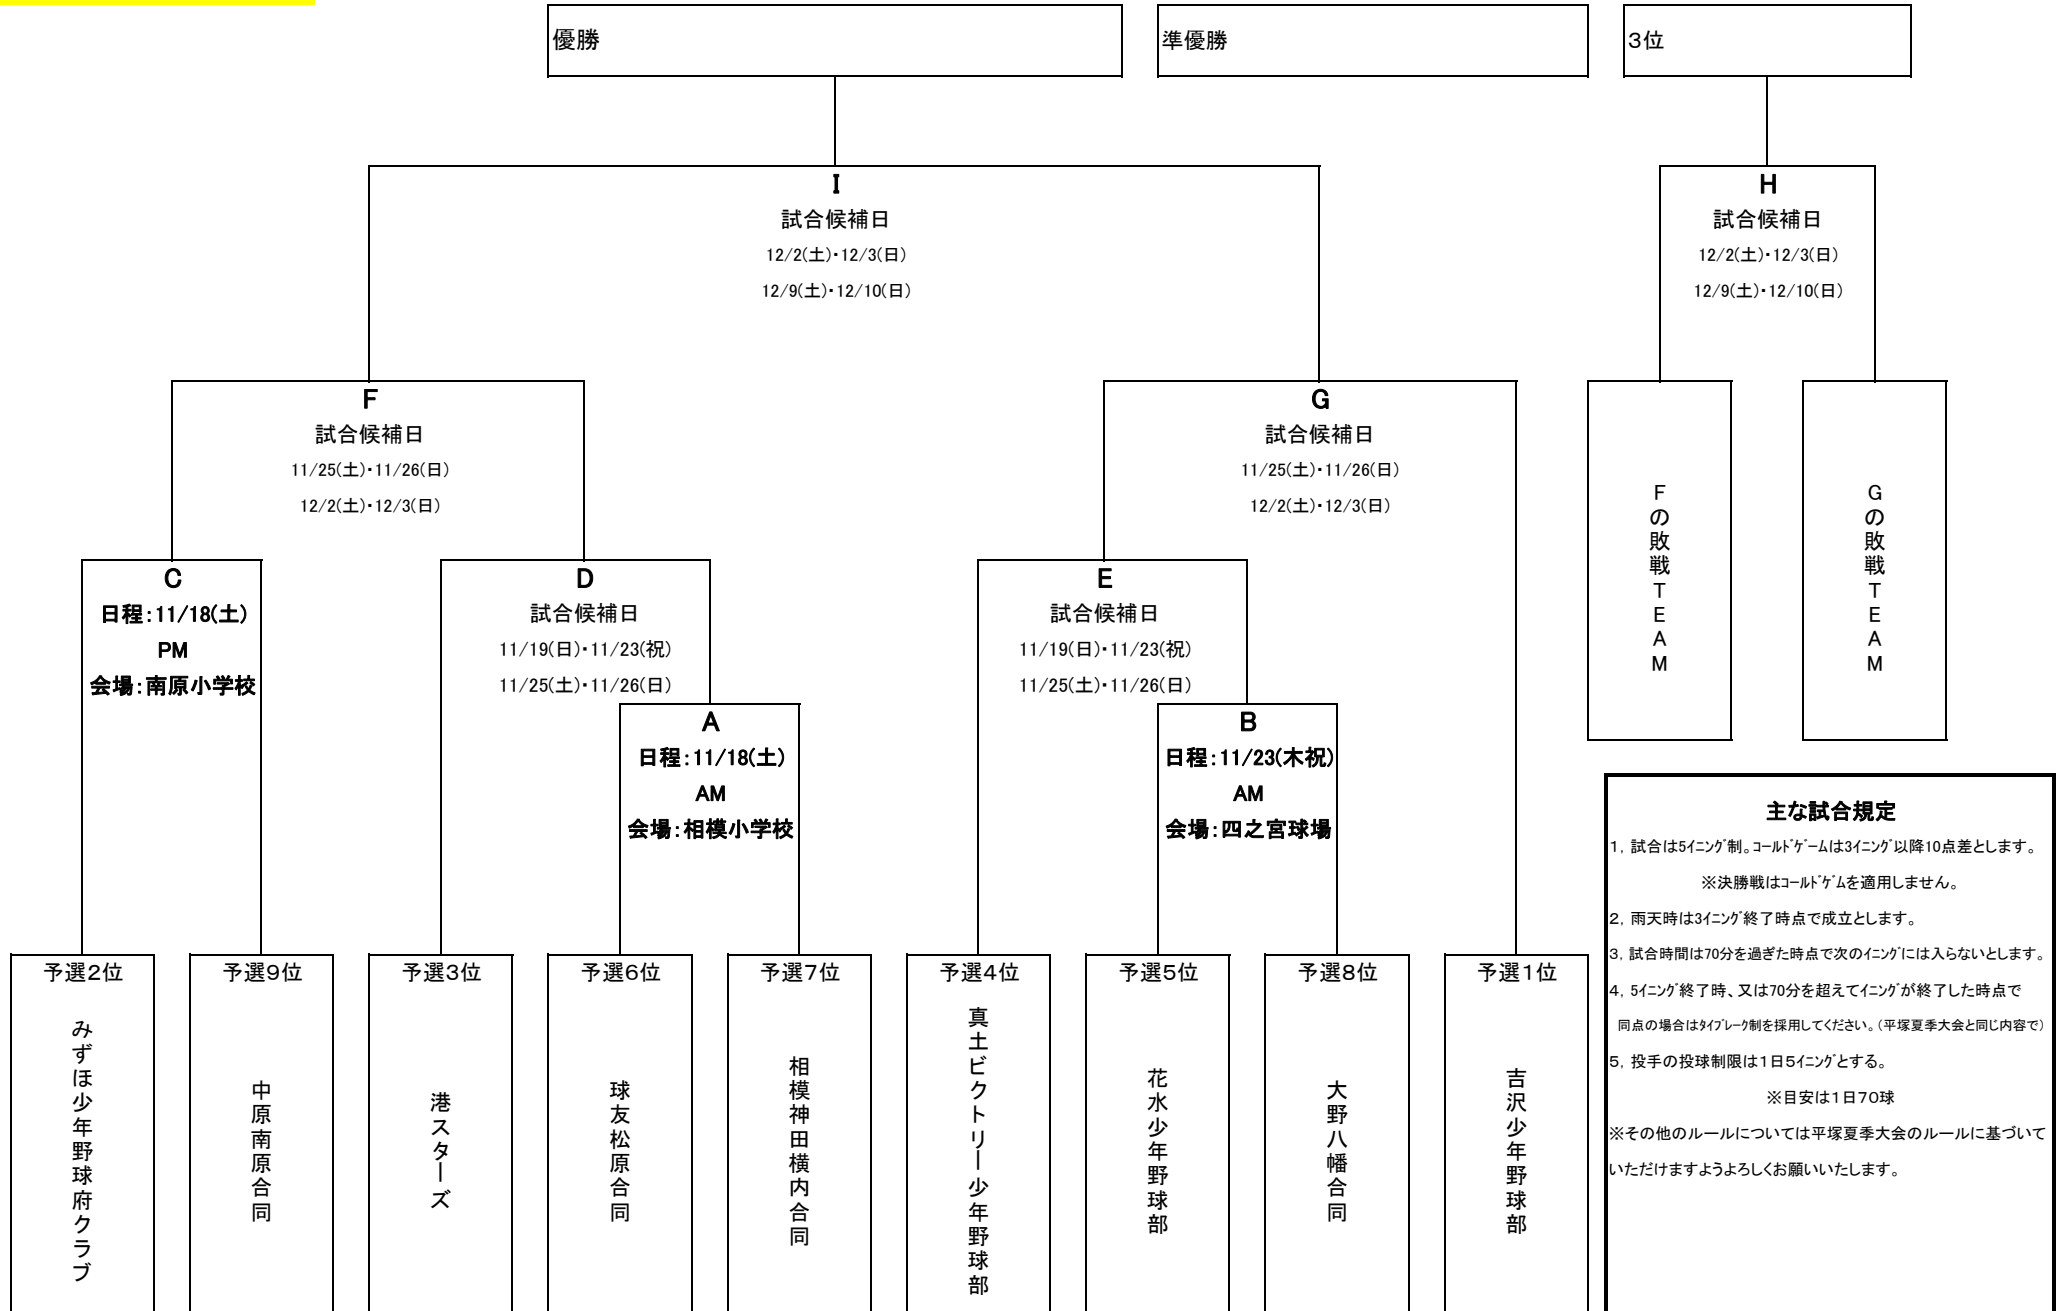 優勝
準優勝
3位
I
試合候補日
12/2(土)・12/3(日)
12/9(土)・12/10(日)
H
試合候補日
12/2(土)・12/3(日)
12/9(土)・12/10(日)
F
試合候補日
11/25(土)・11/26(日)
12/2(土)・12/3(日)
G
試合候補日
11/25(土)・11/26(日)
12/2(土)・12/3(日)
Fの敗戦TEAM
Gの敗戦TEAM
C
日程:11/18(土)
PM
会場:南原小学校
D
試合候補日
11/19(日)・11/23(祝)
11/25(土)・11/26(日)
E
試合候補日
11/19(日)・11/23(祝)
11/25(土)・11/26(日)
A
日程:11/18(土)
AM
会場:相模小学校
B
日程:11/23(木祝)
AM
会場:四之宮球場
主な試合規定
1, 試合は5イニング制。コールドゲームは3イニング以降10点差とします。
※決勝戦はコールドゲムを適用しません。
2, 雨天時は3イニング終了時点で成立とします。
3, 試合時間は70分を過ぎた時点で次のイニングには入らないとします。
4, 5イニング終了時、又は70分を超えてイニングが終了した時点で
同点の場合はタイブレーク制を採用してください。(平塚夏季大会と同じ内容で)
5, 投手の投球制限は1日5イニングとする。
※目安は1日70球
※その他のルールについては平塚夏季大会のルールに基づいて
いただけますようよろしくお願いいたします。
予選2位
みずほ少年野球府クラブ
予選9位
中原南原合同
予選3位
港スターズ
予選6位
球友松原合同
予選7位
相模神田横内合同
予選4位
真土ビクトリー少年野球部
予選5位
花水少年野球部
予選8位
大野八幡合同
予選1位
吉沢少年野球部